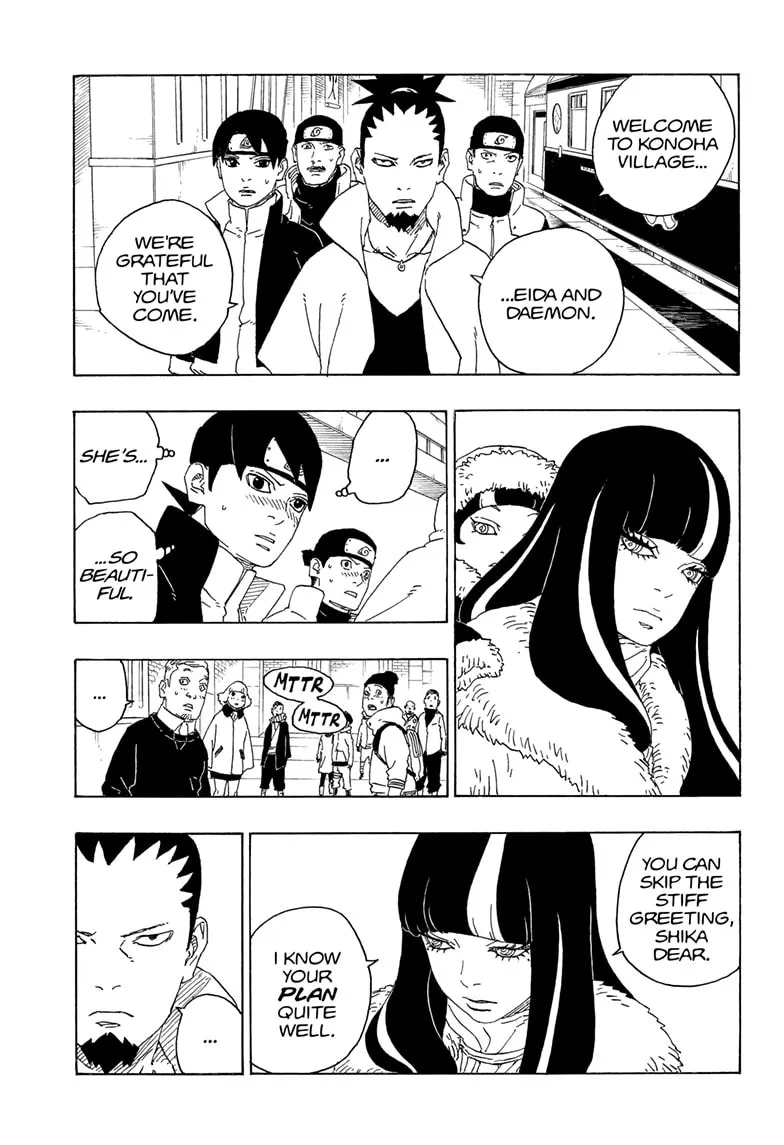 WELCOME
TO KONOHA
VILLAGE...
...EIDA AND
DAEMON.
WE'RE
GRATEFUL
THAT
YOU'VE
COME.
...
SHE'S...
...SO
BEAUTI-
FUL.
MTTR
MTTR
...
YOU CAN
SKIP THE
STIFF
GREETING,
SHIKA
DEAR.
I KNOW
YOUR
PLAN
QUITE
WELL.
...